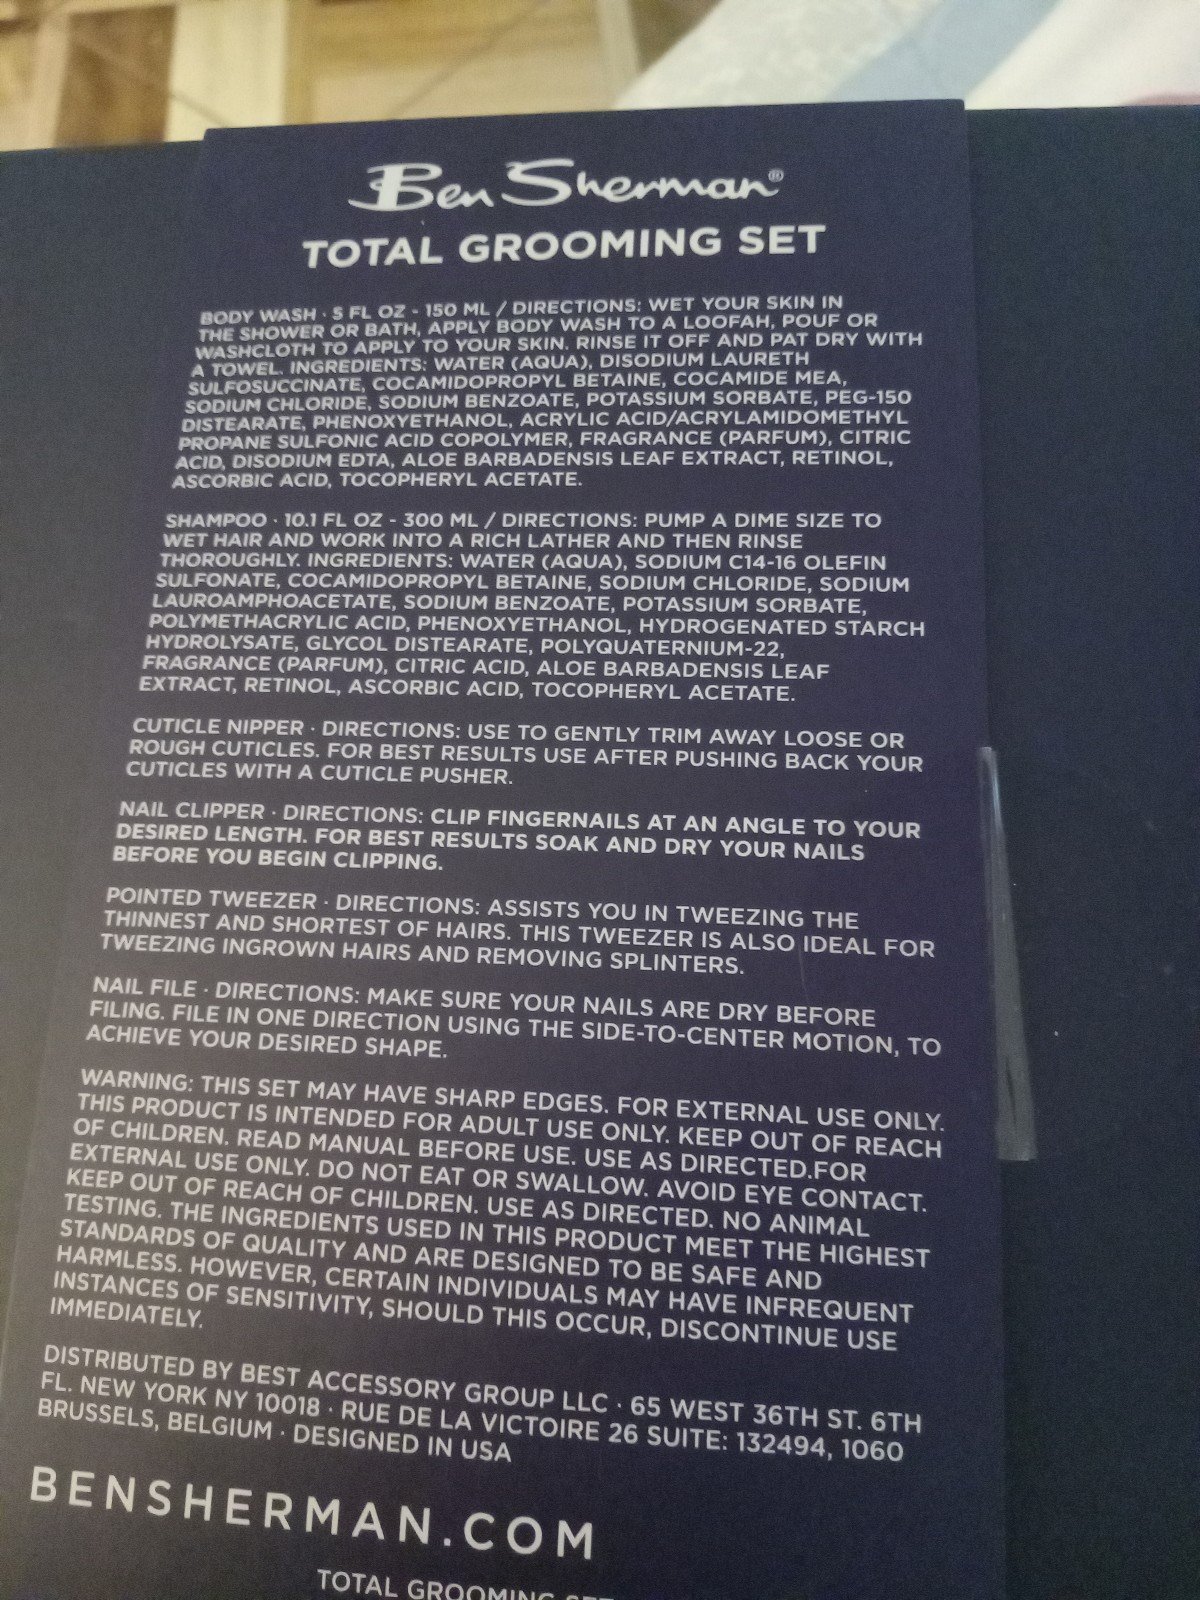 Ben Sherman®
TOTAL GROOMING SET
BODY WASH · 5 FL OZ - 150 ML / DIRECTIONS: WET YOUR SKIN IN
THE SHOWER OR BATH, APPLY BODY WASH TO A LOOFAH, POUF OR
WASHCLOTH TO APPLY TO YOUR SKIN. RINSE IT OFF AND PAT DRY WITH
A TOWEL. INGREDIENTS: WATER (AQUA), DISODIUM LAURETH
SULFOSUCCINATE, COCAMIDOPROPYL BETAINE, COCAMIDE MEA,
SODIUM CHLORIDE, SODIUM BENZOATE, POTASSIUM SORBATE, PEG-150
DISTEARATE, PHENOXYETHANOL, ACRYLIC ACID/ACRYLAMIDOMETHYL
PROPANE SULFONIC ACID COPOLYMER, FRAGRANCE (PARFUM), CITRIC
ACID, DISODIUM EDTA, ALOE BARBADENSIS LEAF EXTRACT, RETINOL,
ASCORBIC ACID, TOCOPHERYL ACETATE.
SHAMPOO · 10.1 FL OZ - 300 ML / DIRECTIONS: PUMP A DIME SIZE TO
WET HAIR AND WORK INTO A RICH LATHER AND THEN RINSE
THOROUGHLY. INGREDIENTS: WATER (AQUA), SODIUM C14-16 OLEFIN
SULFONATE, COCAMIDOPROPYL BETAINE, SODIUM CHLORIDE, SODIUM
LAUROAMPHOACETATE, SODIUM BENZOATE, POTASSIUM SORBATE,
POLYMETHACRYLIC ACID, PHENOXYETHANOL, HYDROGENATED STARCH
HYDROLYSATE, GLYCOL DISTEARATE, POLYQUATERNIUM-22,
FRAGRANCE (PARFUM), CITRIC ACID, ALOE BARBADENSIS LEAF
EXTRACT, RETINOL, ASCORBIC ACID, TOCOPHERYL ACETATE.
CUTICLE NIPPER · DIRECTIONS: USE TO GENTLY TRIM AWAY LOOSE OR
ROUGH CUTICLES. FOR BEST RESULTS USE AFTER PUSHING BACK YOUR
CUTICLES WITH A CUTICLE PUSHER.
NAIL CLIPPER · DIRECTIONS: CLIP FINGERNAILS AT AN ANGLE TO YOUR
DESIRED LENGTH. FOR BEST RESULTS SOAK AND DRY YOUR NAILS
BEFORE YOU BEGIN CLIPPING.
POINTED TWEEZER · DIRECTIONS: ASSISTS YOU IN TWEEZING THE
THINNEST AND SHORTEST OF HAIRS. THIS TWEEZER IS ALSO IDEAL FOR
TWEEZING INGROWN HAIRS AND REMOVING SPLINTERS.
NAIL FILE · DIRECTIONS: MAKE SURE YOUR NAILS ARE DRY BEFORE
FILING. FILE IN ONE DIRECTION USING THE SIDE-TO-CENTER MOTION, TO
ACHIEVE YOUR DESIRED SHAPE.
WARNING: THIS SET MAY HAVE SHARP EDGES. FOR EXTERNAL USE ONLY.
THIS PRODUCT IS INTENDED FOR ADULT USE ONLY. KEEP OUT OF REACH
OF CHILDREN. READ MANUAL BEFORE USE. USE AS DIRECTED.FOR
EXTERNAL USE ONLY. DO NOT EAT OR SWALLOW. AVOID EYE CONTACT.
KEEP OUT OF REACH OF CHILDREN. USE AS DIRECTED. NO ANIMAL
TESTING. THE INGREDIENTS USED IN THIS PRODUCT MEET THE HIGHEST
STANDARDS OF QUALITY AND ARE DESIGNED TO BE SAFE AND
HARMLESS. HOWEVER, CERTAIN INDIVIDUALS MAY HAVE INFREQUENT
INSTANCES OF SENSITIVITY, SHOULD THIS OCCUR, DISCONTINUE USE
IMMEDIATELY.
DISTRIBUTED BY BEST ACCESSORY GROUP LLC · 65 WEST 36TH ST. 6TH
FL. NEW YORK NY 10018 · RUE DE LA VICTOIRE 26 SUITE: 132494, 1060
BRUSSELS, BELGIUM · DESIGNED IN USA
BENSHERMAN.COM
TOTAL GROOMING SET